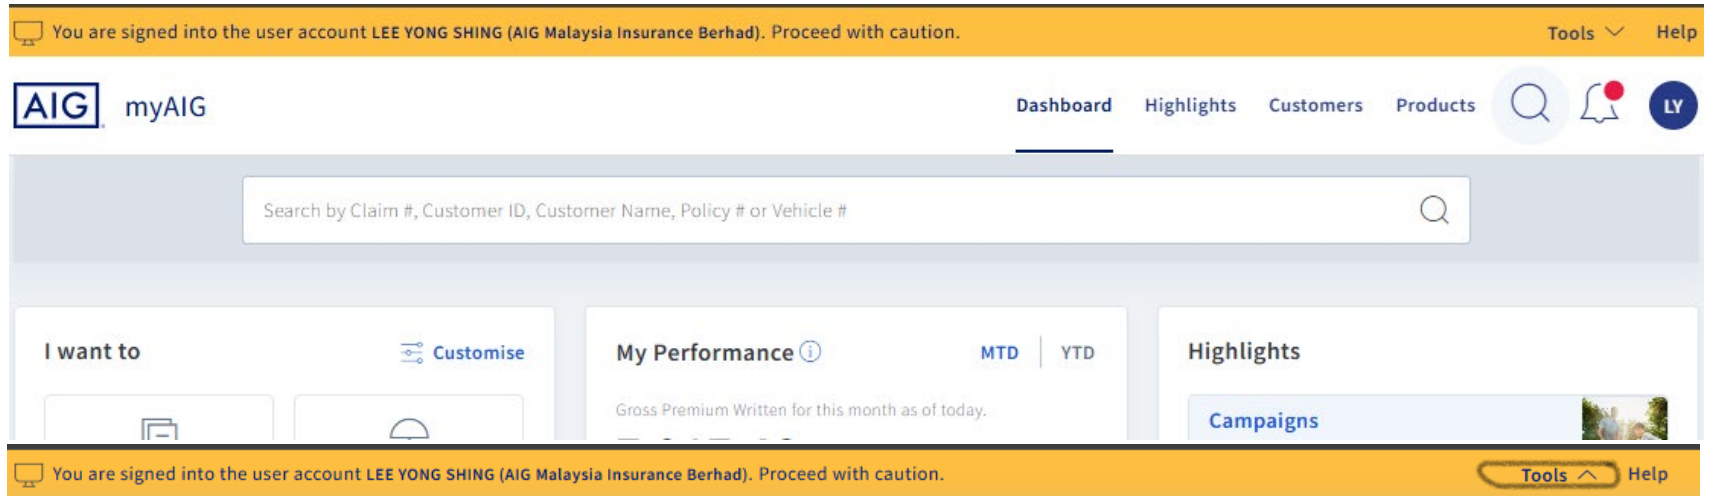 You are signed into the user account LEE YONG SHING (AIG Malaysia Insurance Berhad). Proceed with caution. Tools Help
AIG myAIG Dashboard Highlights Customers Products LY
Search by Claim #, Customer ID, Customer Name, Policy # or Vehicle #
I want to Customise My Performance MTD YTD Highlights
Gross Premium Written for this month as of today.
Campaigns
You are signed into the user account LEE YONG SHING (AIG Malaysia Insurance Berhad). Proceed with caution. Tools Help